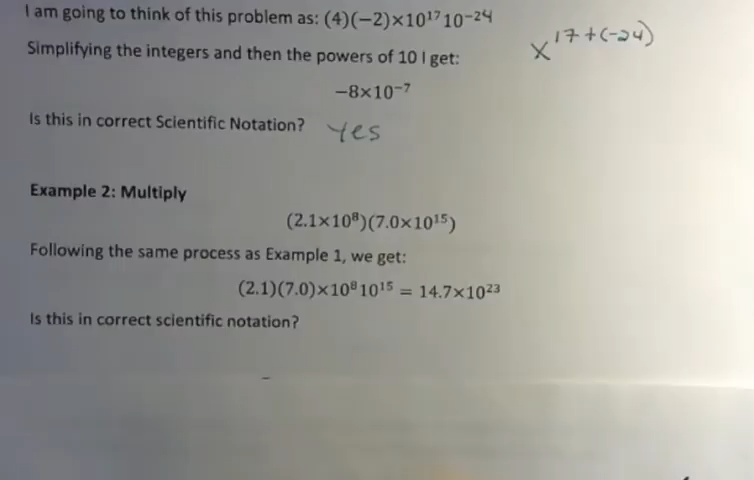 I am going to think of this problem as: (4)(−2)×10¹⁷10⁻²⁴
x¹⁷⁺⁽⁻²⁴⁾
Simplifying the integers and then the powers of 10 I get:
−8×10⁻⁷
Is this in correct Scientific Notation? Yes
Example 2: Multiply
(2.1×10⁸)(7.0×10¹⁵)
Following the same process as Example 1, we get:
(2.1)(7.0)×10⁸10¹⁵ = 14.7×10²³
Is this in correct scientific notation?